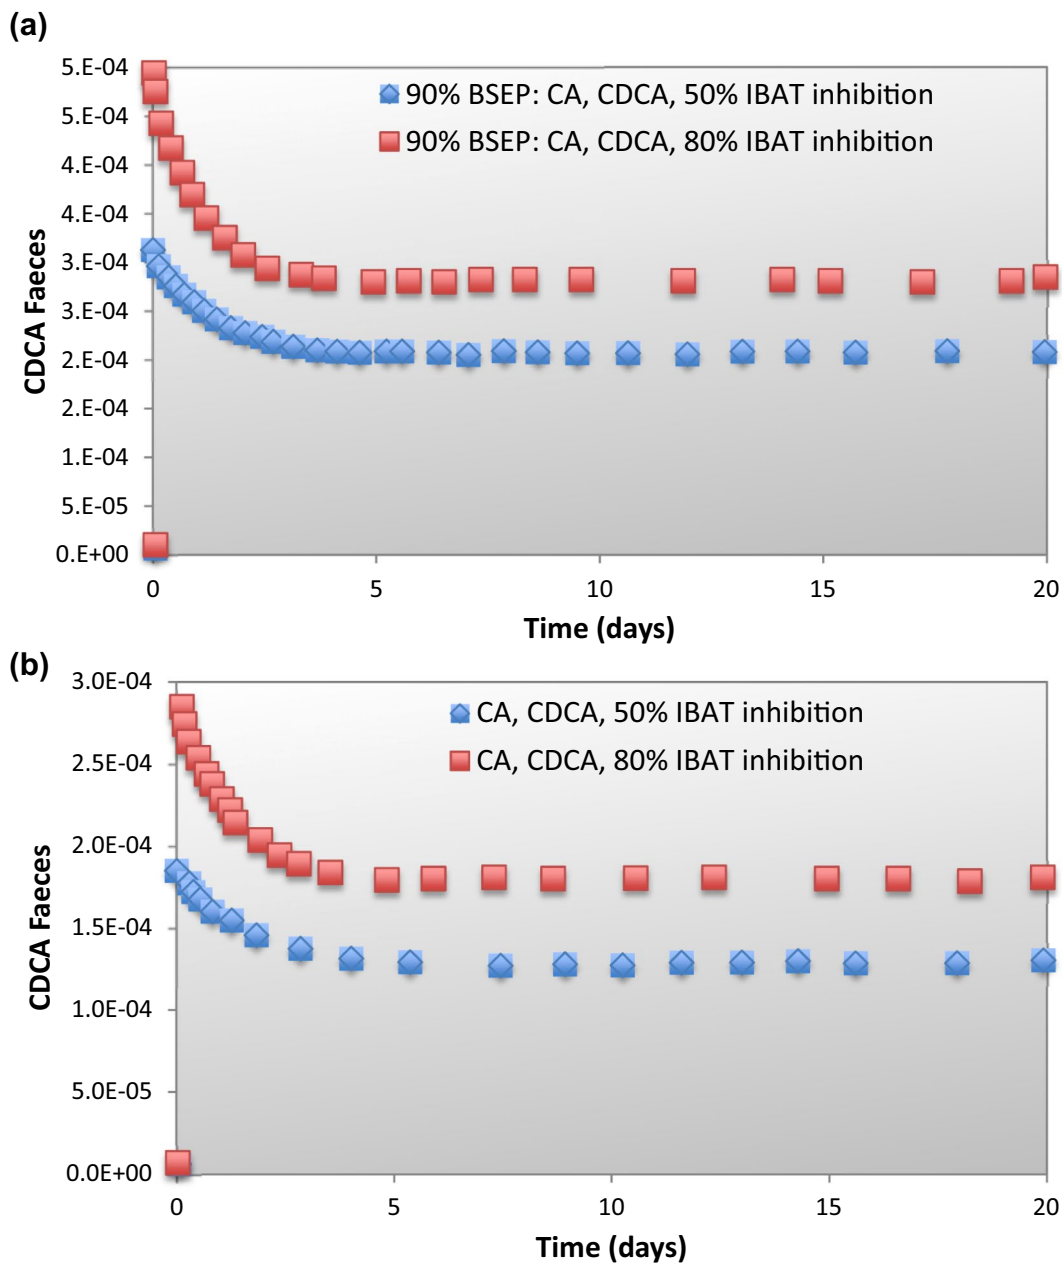 (a)
5.E-04
5.E-04
4.E-04
4.E-04
3.E-04
3.E-04
2.E-04
2.E-04
1.E-04
5.E-05
0.E+00
CDCA Faeces
90% BSEP: CA, CDCA, 50% IBAT inhibition
90% BSEP: CA, CDCA, 80% IBAT inhibition
0 5 10 15 20
Time (days)
(b)
3.0E-04
2.5E-04
2.0E-04
1.5E-04
1.0E-04
5.0E-05
0.0E+00
CDCA Faeces
CA, CDCA, 50% IBAT inhibition
CA, CDCA, 80% IBAT inhibition
0 5 10 15 20
Time (days)